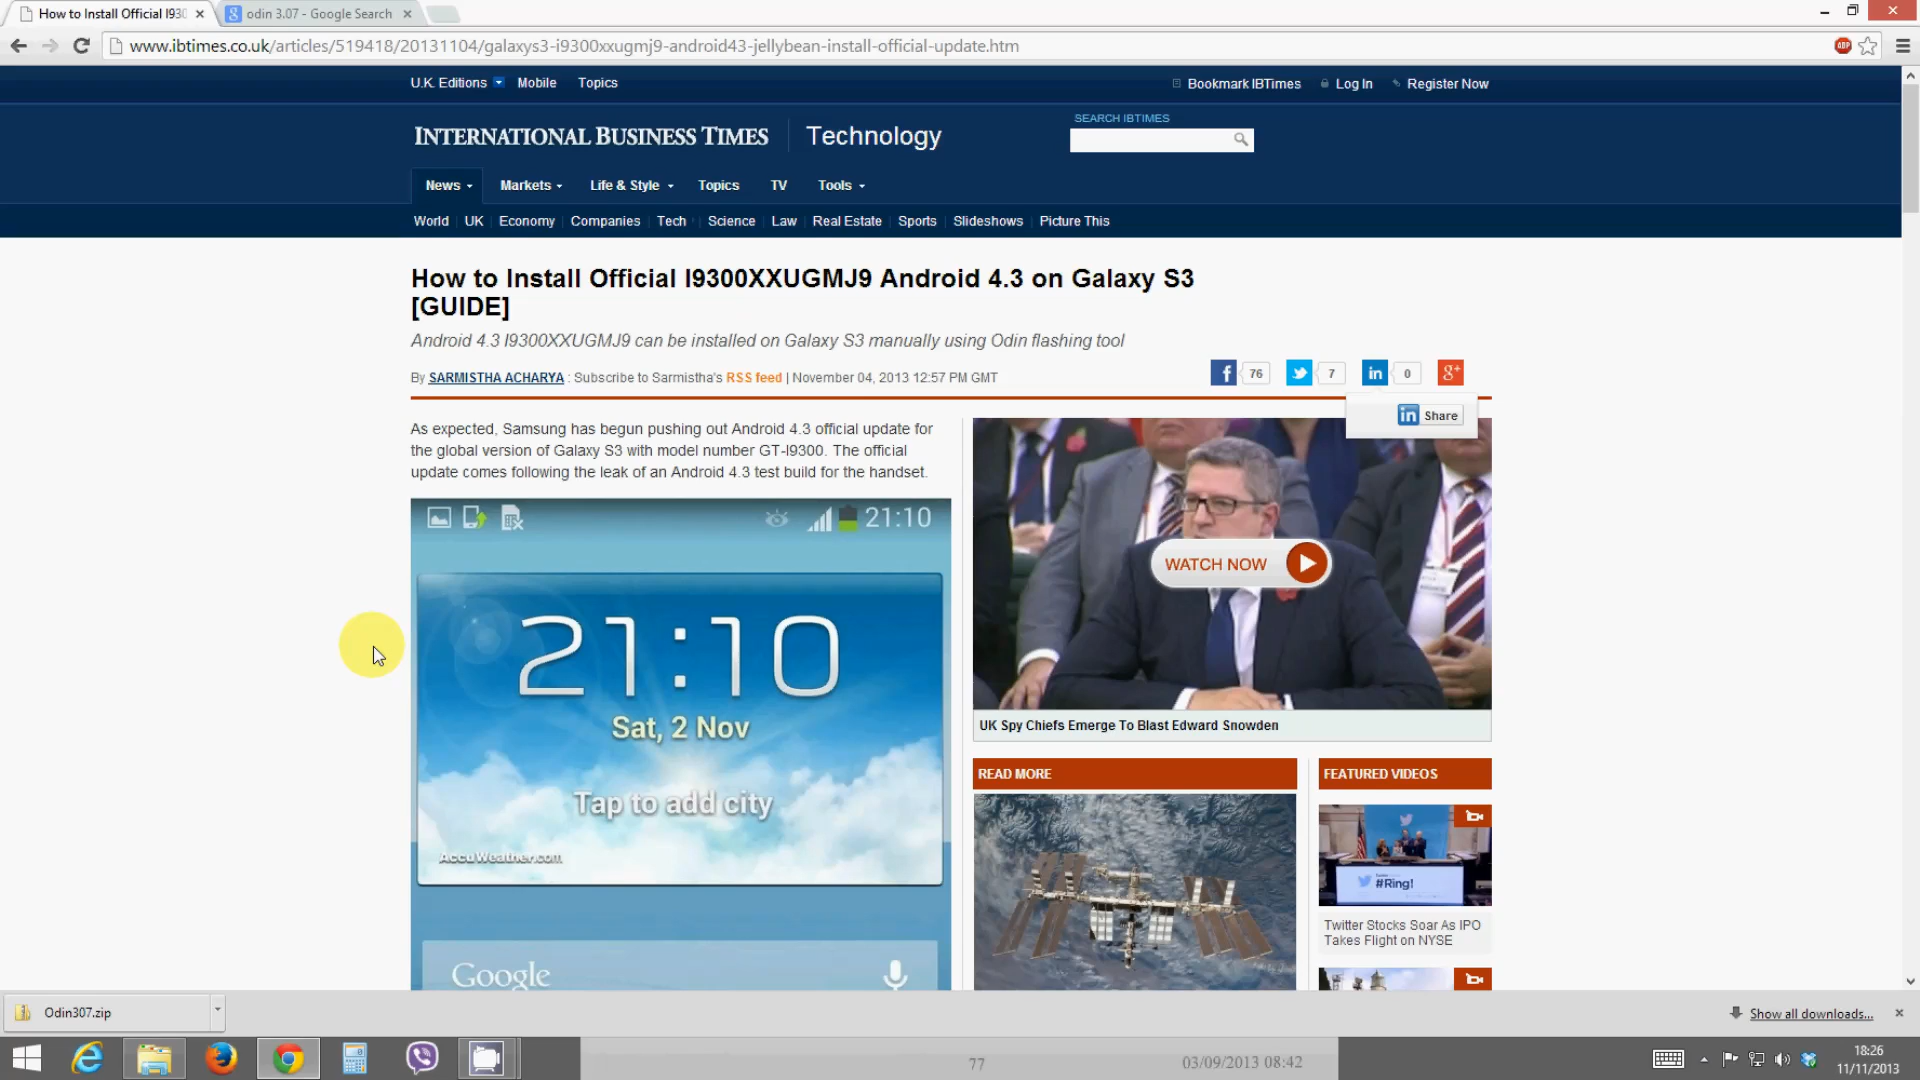 How to Install Official I930
odin 3.07 - Google Search
www.ibtimes.co.uk/articles/519418/20131104/galaxys3-i9300xxugmj9-android43-jellybean-install-official-update.htm
ABP
U.K. Editions Mobile Topics
Bookmark IBTimes Log In Register Now
SEARCH IBTIMES
INTERNATIONAL BUSINESS TIMES Technology
News Markets Life & Style Topics TV Tools
World UK Economy Companies Tech Science Law Real Estate Sports Slideshows Picture This
How to Install Official I9300XXUGMJ9 Android 4.3 on Galaxy S3
[GUIDE]
Android 4.3 I9300XXUGMJ9 can be installed on Galaxy S3 manually using Odin flashing tool
By SARMISTHA ACHARYA : Subscribe to Sarmistha's RSS feed | November 04, 2013 12:57 PM GMT
f 76 7 in 0 g+
in Share
As expected, Samsung has begun pushing out Android 4.3 official update for
the global version of Galaxy S3 with model number GT-I9300. The official
update comes following the leak of an Android 4.3 test build for the handset.
21:10
21:10
Sat, 2 Nov
Tap to add city
AccuWeather.com
Google
WATCH NOW
UK Spy Chiefs Emerge To Blast Edward Snowden
READ MORE
FEATURED VIDEOS
#Ring!
Twitter Stocks Soar As IPO
Takes Flight on NYSE
Odin307.zip
Show all downloads...
77
03/09/2013 08:42
18:26
11/11/2013